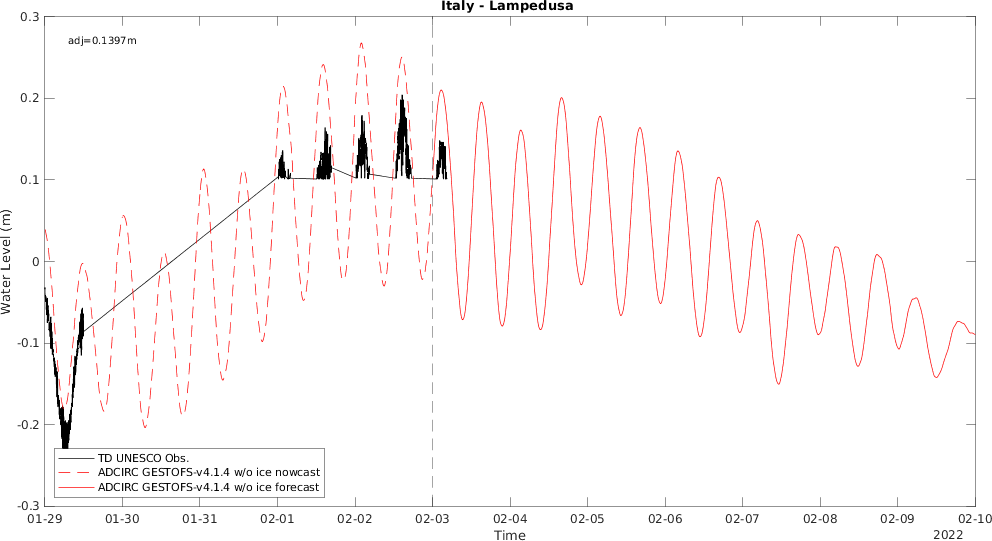 Italy - Lampedusa
adj=0.1397m
0.3
0.2
0.1
0
-0.1
-0.2
-0.3
Water Level (m)
TD UNESCO Obs.
ADCIRC GESTOFS-v4.1.4 w/o ice nowcast
ADCIRC GESTOFS-v4.1.4 w/o ice forecast
01-29 01-30 01-31 02-01 02-02 02-03 02-04 02-05 02-06 02-07 02-08 02-09 02-10
Time
2022